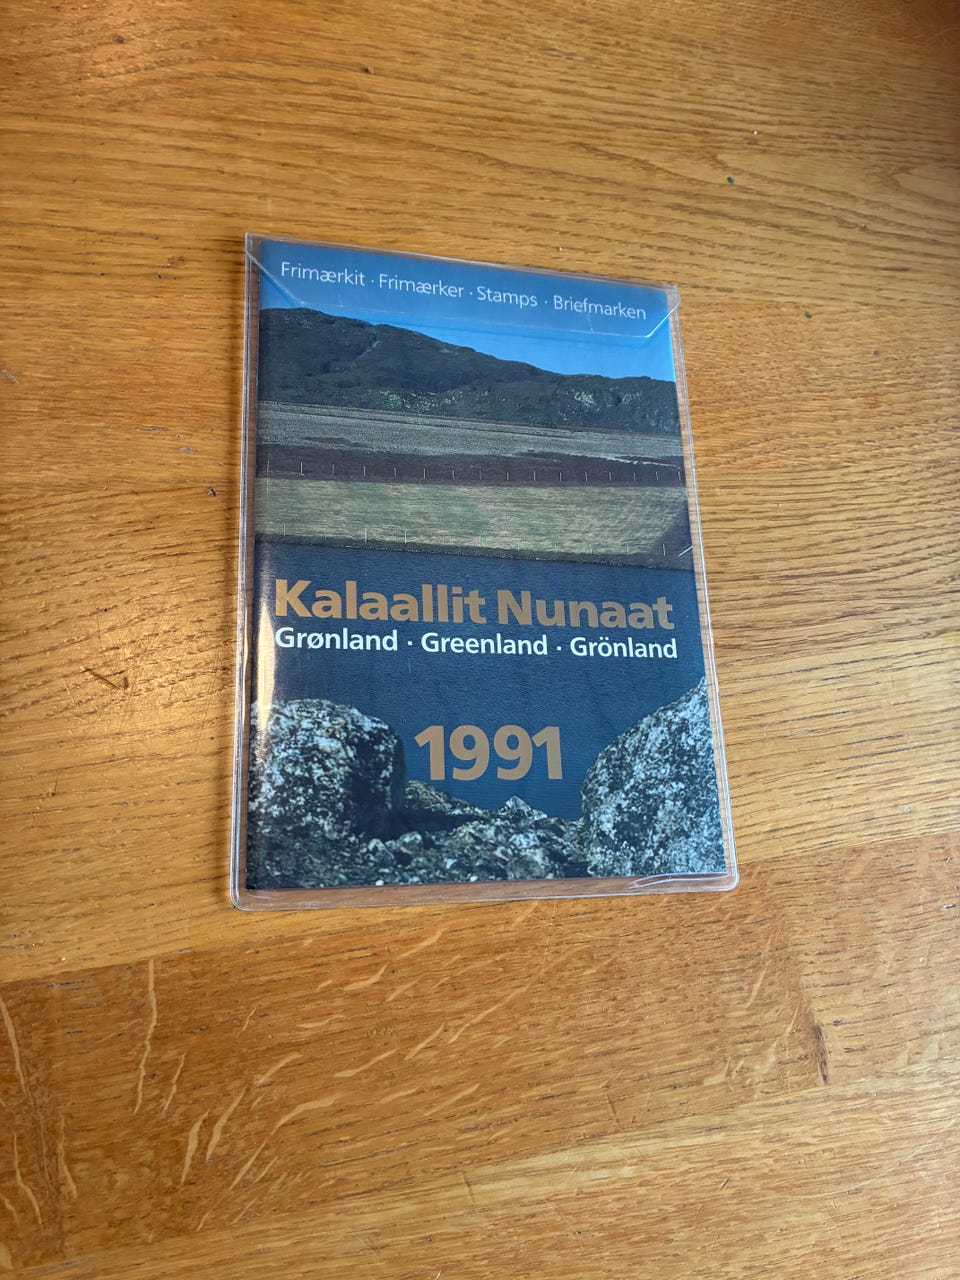 Frimærkit · Frimærker · Stamps · Briefmarken
Kalaallit Nunaat
Grønland · Greenland · Grönland
1991